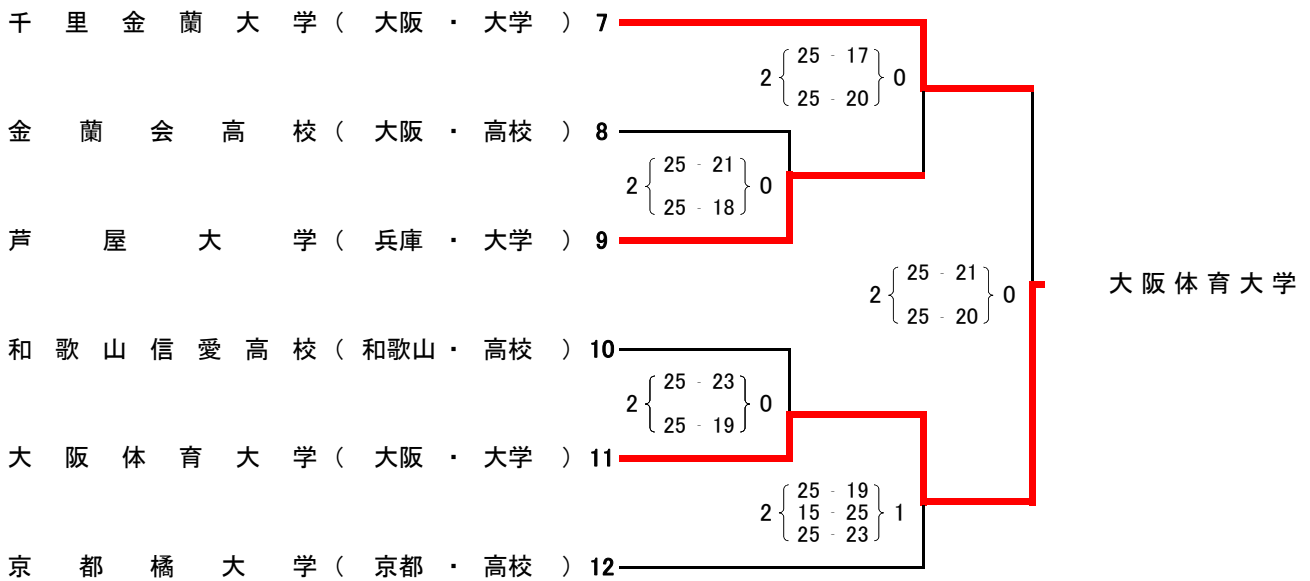 千里金蘭大学(大阪・大学) 7
2 25 - 17 0
25 - 20
金蘭会高校(大阪・高校) 8
2 25 - 21 0
25 - 18
芦屋大学(兵庫・大学) 9
2 25 - 21 0
25 - 20
大阪体育大学
和歌山信愛高校(和歌山・高校) 10
2 25 - 23 0
25 - 19
大阪体育大学(大阪・大学) 11
25 - 19
2 15 - 25 1
25 - 23
京都橘大学(京都・高校) 12